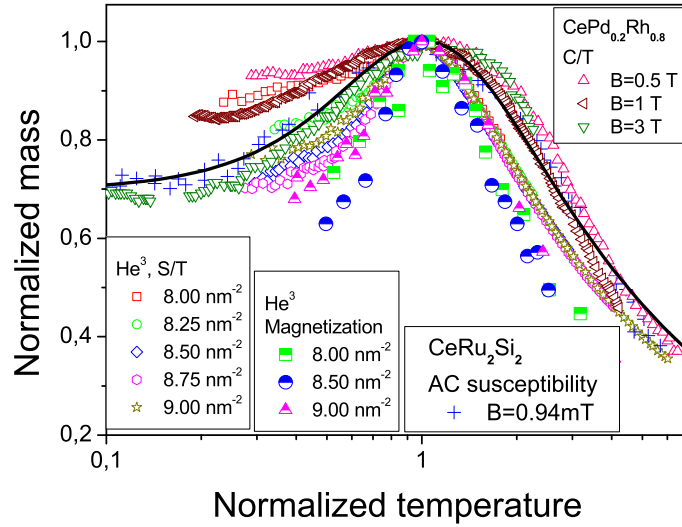 Normalized mass
1,0
0,8
0,6
0,4
0,2
0,1
1
Normalized temperature
CePd₀.₂Rh₀.₈
C/T
B=0.5 T
B=1 T
B=3 T
He³, S/T
8.00 nm⁻²
8.25 nm⁻²
8.50 nm⁻²
8.75 nm⁻²
9.00 nm⁻²
He³
Magnetization
8.00 nm⁻²
8.50 nm⁻²
9.00 nm⁻²
CeRu₂Si₂
AC susceptibility
B=0.94mT